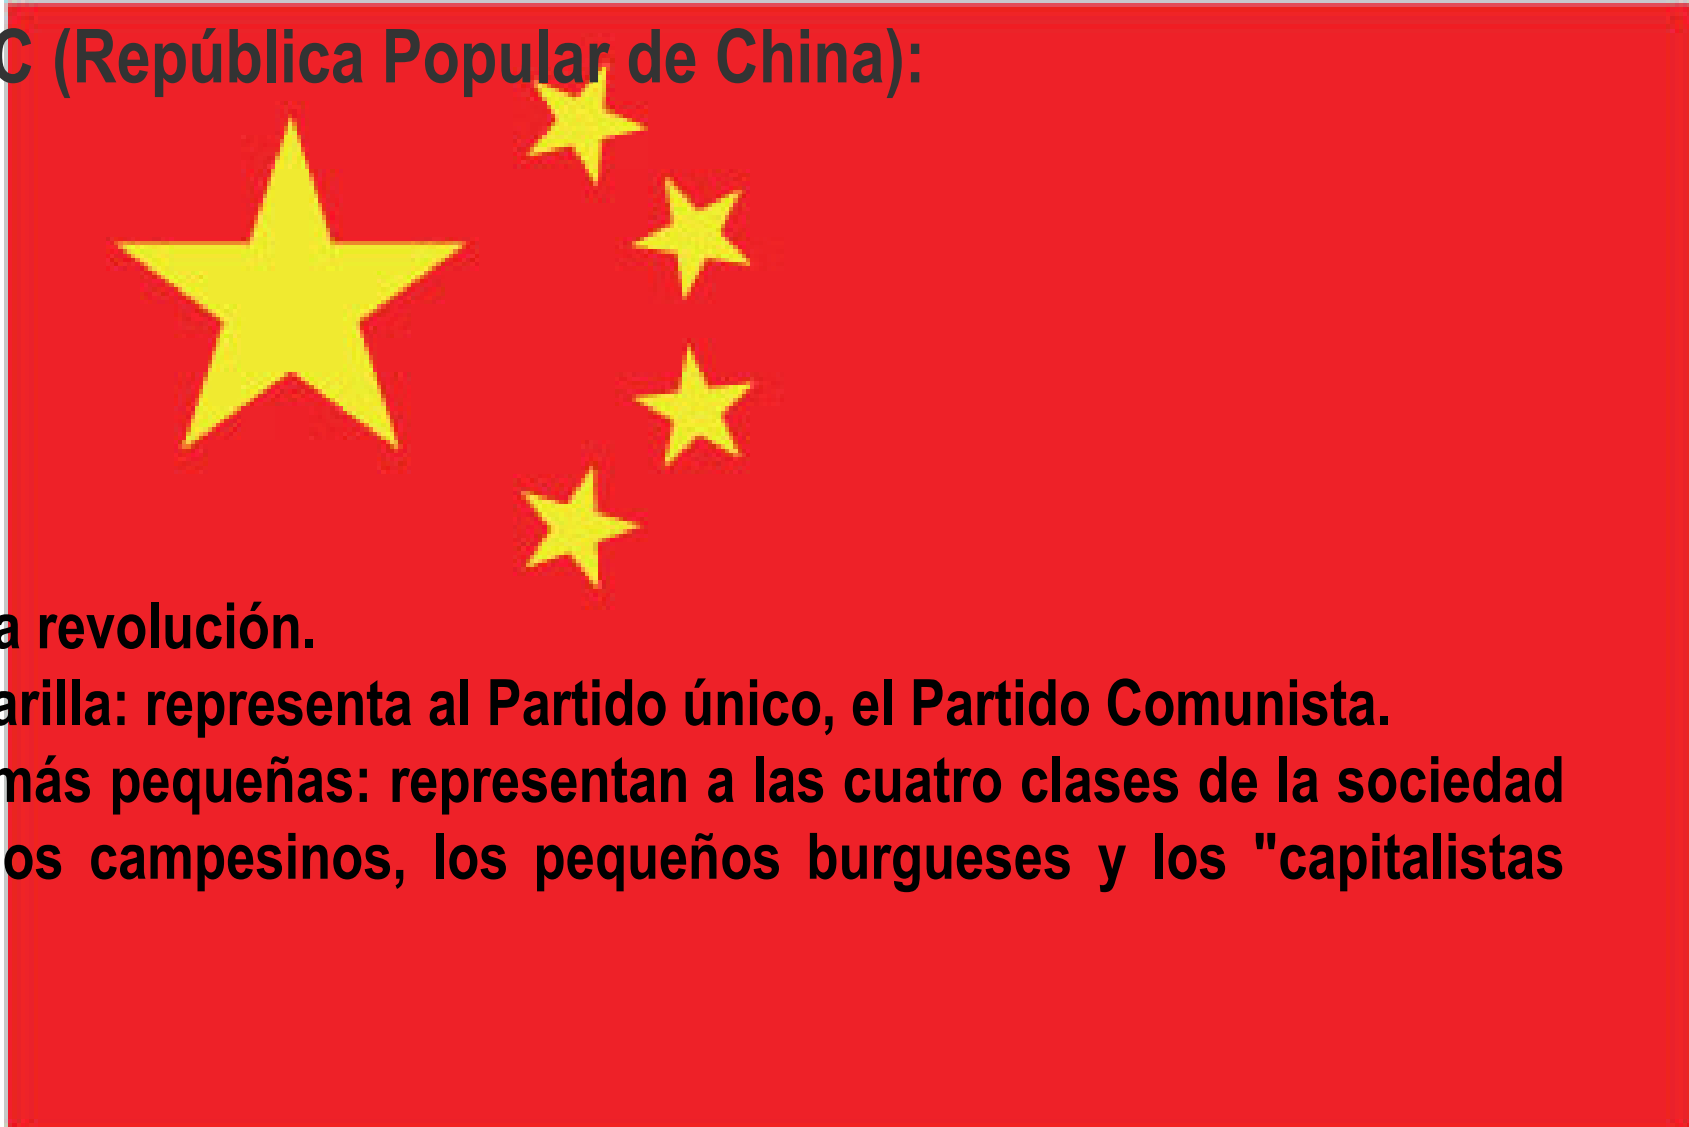 C (República Popular de China):
a revolución.
arilla: representa al Partido único, el Partido Comunista.
más pequeñas: representan a las cuatro clases de la sociedad
os campesinos, los pequeños burgueses y los "capitalistas